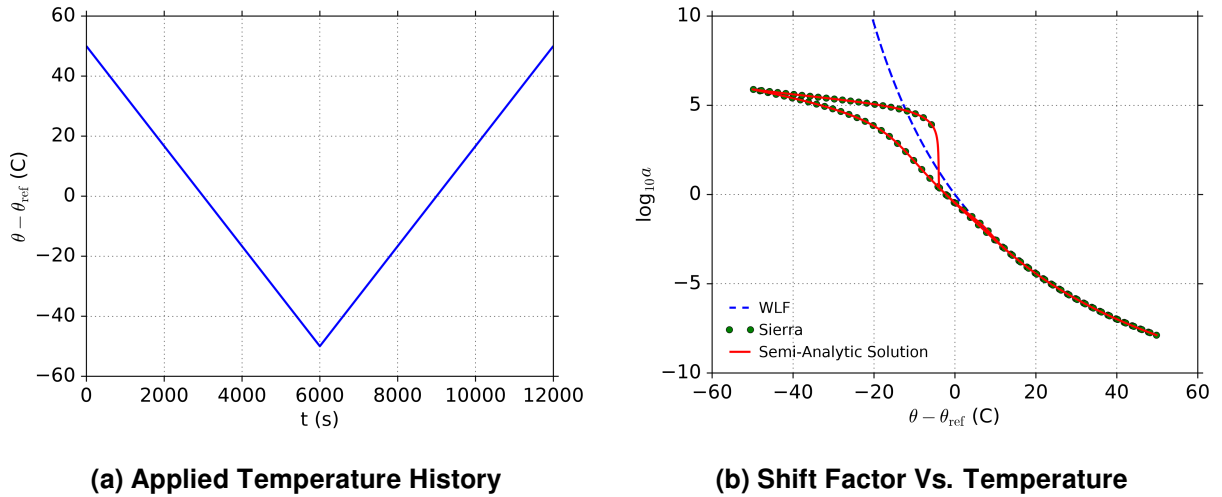 60
40
20
0
−20
−40
−60
0 2000 4000 6000 8000 10000 12000
t (s)
θ − θref (C)
(a) Applied Temperature History
10
5
0
−5
−10
−60 −40 −20 0 20 40 60
θ − θref (C)
log10 a
WLF
Sierra
Semi-Analytic Solution
(b) Shift Factor Vs. Temperature